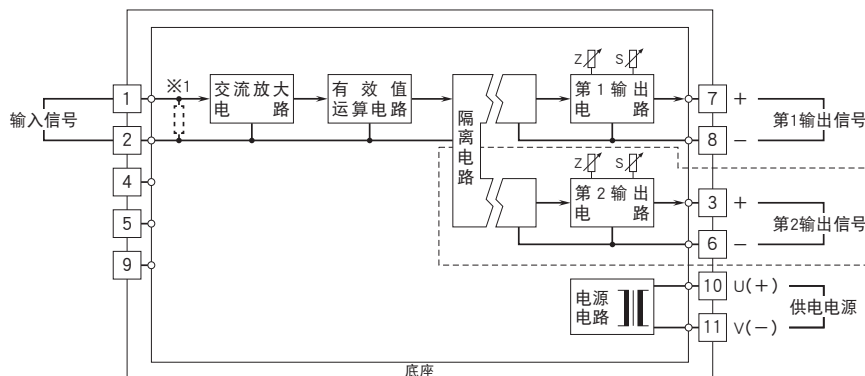 ※1
交流放大
电 路
有 效 值
运算电路
隔离电路
Z S
第1输出
电 路
1
2
4
5
9
输入信号
7 +
8 −
第1输出信号
Z S
第2输出
电 路
3 +
6 −
第2输出信号
电源
电路
10 U(+)
11 V(−)
供电电源
底座